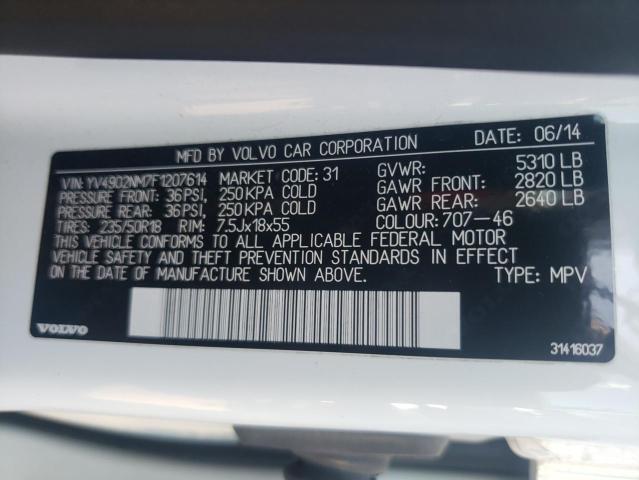 MFD BY VOLVO CAR CORPORATION DATE: 06/14
VIN: YV4902NM7F1207614 MARKET CODE: 31 GVWR: 5310 LB
PRESSURE FRONT: 36PSI, 250KPA COLD GAWR FRONT: 2820 LB
PRESSURE REAR: 36PSI, 250KPA COLD GAWR REAR: 2640 LB
TIRES: 235/50R18 RIM: 7.5Jx18x55 COLOUR: 707-46
THIS VEHICLE CONFORMS TO ALL APPLICABLE FEDERAL MOTOR
VEHICLE SAFETY AND THEFT PREVENTION STANDARDS IN EFFECT
ON THE DATE OF MANUFACTURE SHOWN ABOVE. TYPE: MPV
VOLVO 31416037